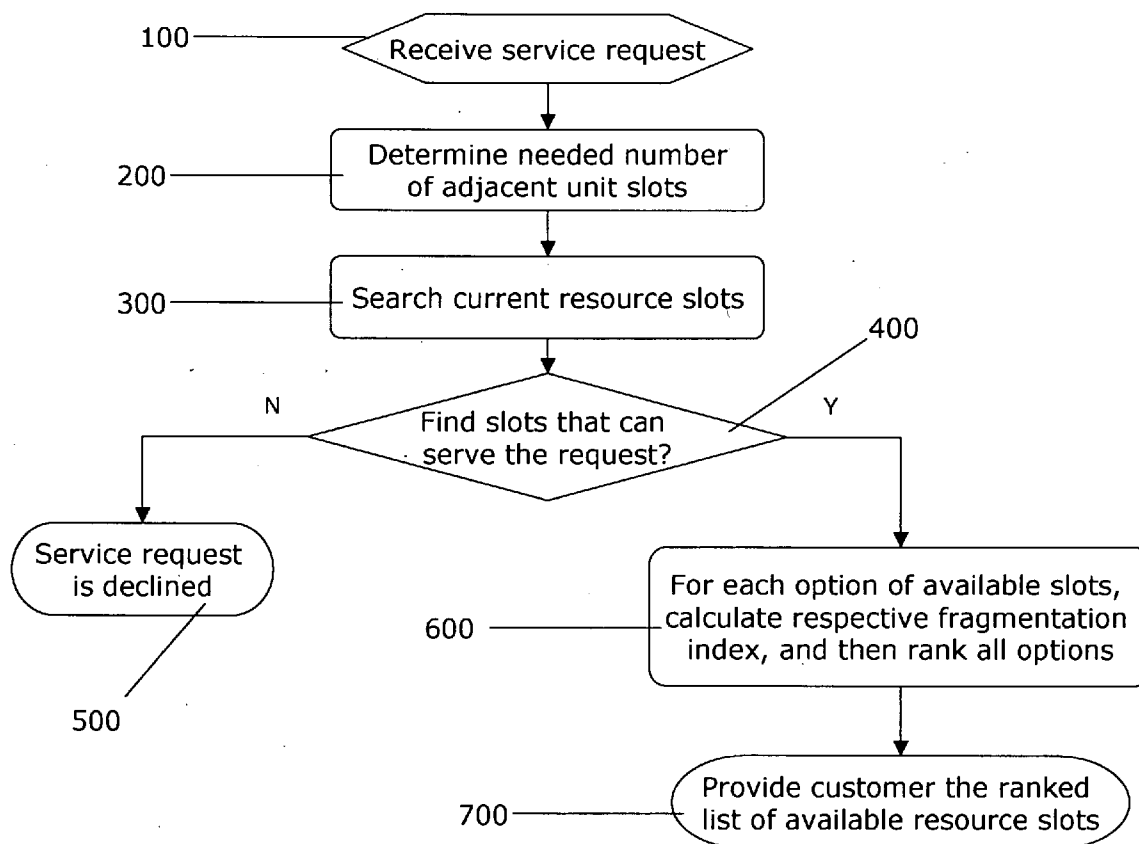 100
Receive service request
200
Determine needed number
of adjacent unit slots
300
Search current resource slots
400
N
Y
Find slots that can
serve the request?
Service request
is declined
500
600
For each option of available slots,
calculate respective fragmentation
index, and then rank all options
700
Provide customer the ranked
list of available resource slots